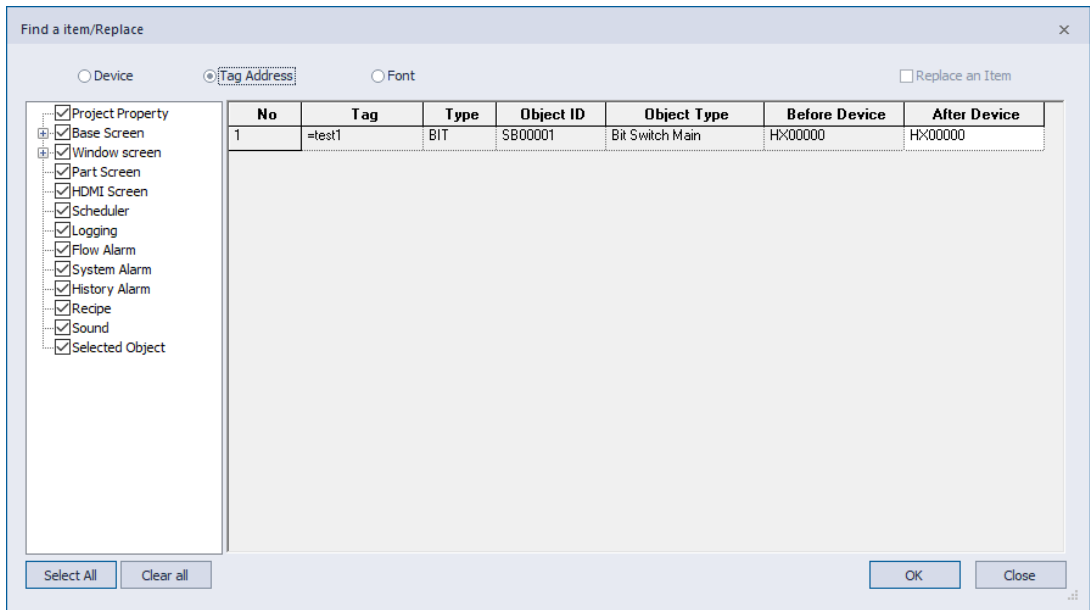 Find a item/Replace
Device Tag Address Font Replace an Item
Project Property
Base Screen
Window screen
Part Screen
HDMI Screen
Scheduler
Logging
Flow Alarm
System Alarm
History Alarm
Recipe
Sound
Selected Object
No Tag Type Object ID Object Type Before Device After Device
1 =test1 BIT SB00001 Bit Switch Main HX00000 HX00000
Select All Clear all OK Close